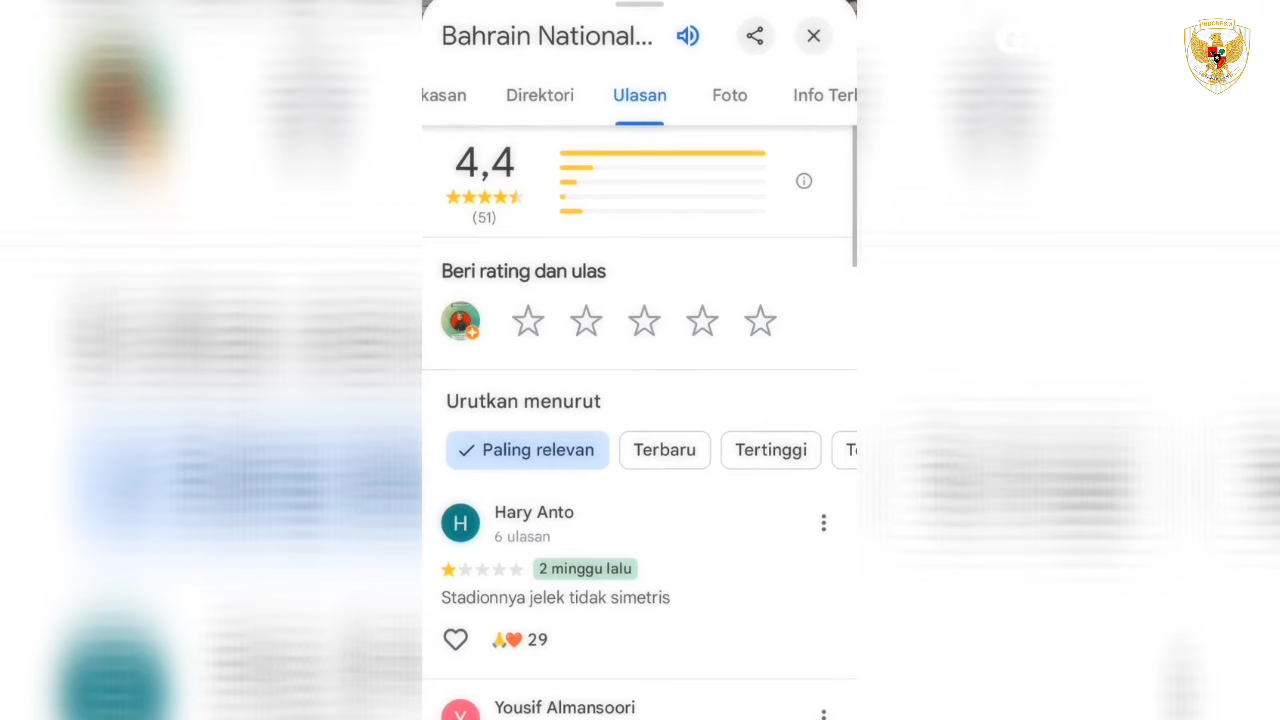 Bahrain National...
kasan
Direktori
Ulasan
Foto
Info Ter
4,4
(51)
Beri rating dan ulas
Urutkan menurut
Paling relevan
Terbaru
Tertinggi
H
Hary Anto
6 ulasan
2 minggu lalu
Stadionnya jelek tidak simetris
29
Y
Yousif Almansoori
INDONESIA